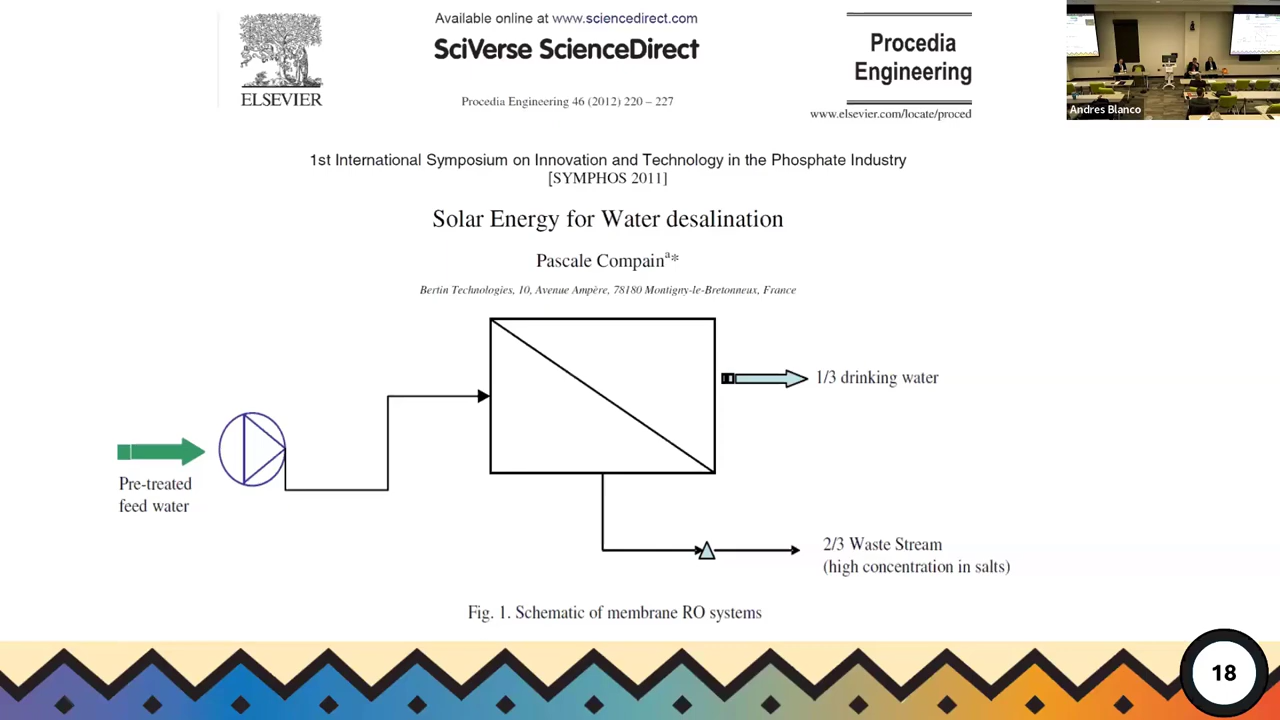 Available online at www.sciencedirect.com
SciVerse ScienceDirect
ELSEVIER
Procedia Engineering 46 (2012) 220 – 227
Procedia
Engineering
www.elsevier.com/locate/proced
Andres Blanco
1st International Symposium on Innovation and Technology in the Phosphate Industry
[SYMPHOS 2011]
Solar Energy for Water desalination
Pascale Compainᵃ*
Bertin Technologies, 10, Avenue Ampère, 78180 Montigny-le-Bretonneux, France
1/3 drinking water
Pre-treated
feed water
2/3 Waste Stream
(high concentration in salts)
Fig. 1. Schematic of membrane RO systems
18